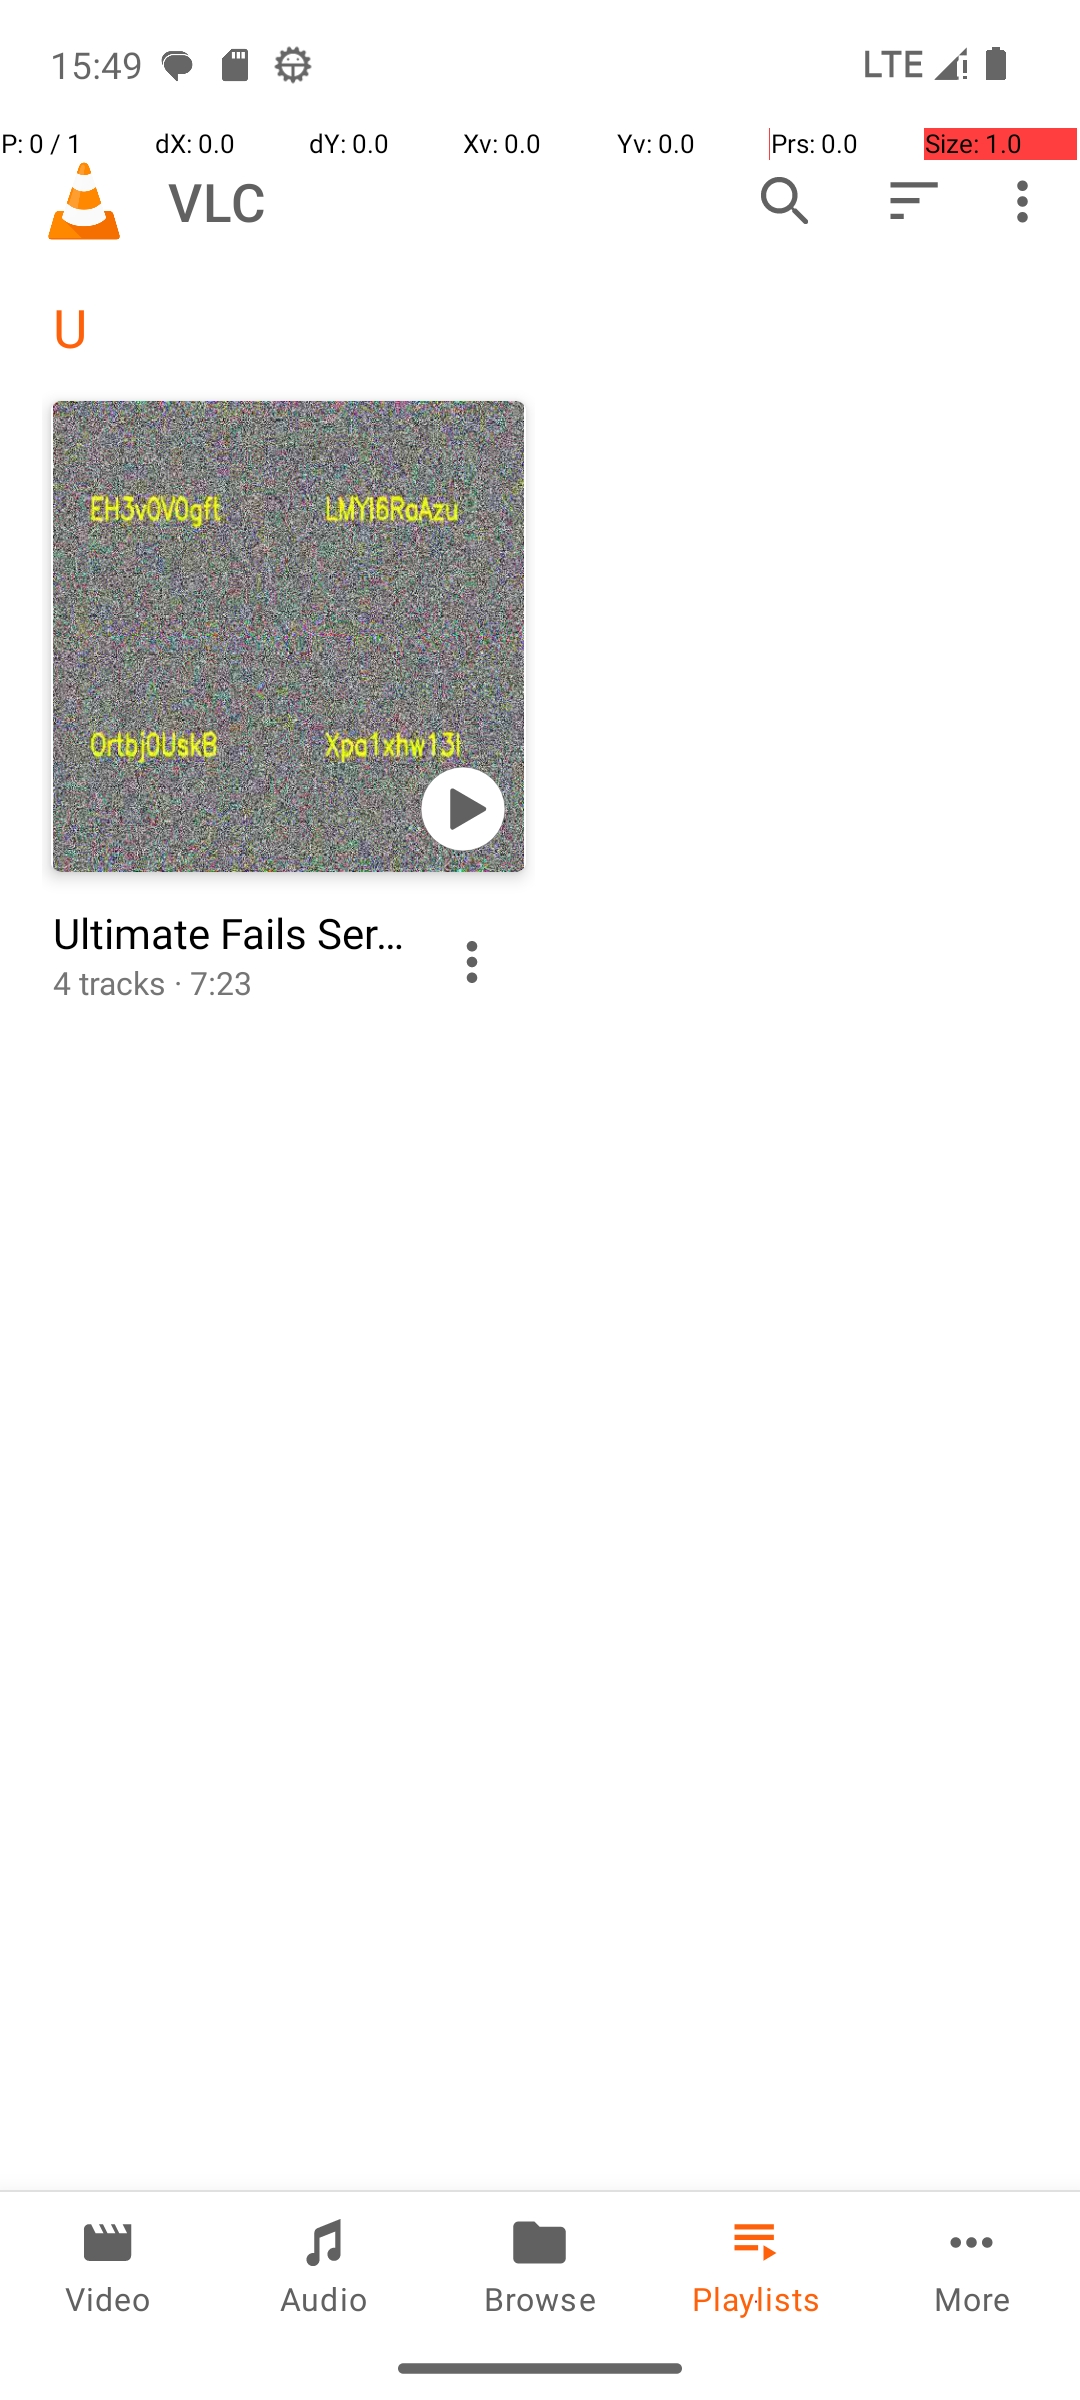 15:49
LTE
P: 0 / 1 dX: 0.0 dY: 0.0 Xv: 0.0 Yv: 0.0 Prs: 0.0 Size: 1.0
VLC
U
EH3v0V0gft LMYI6RaAzu
0rtbj0UskB Xpa1xhw13I
Ultimate Fails Ser...
4 tracks · 7:23
Video Audio Browse Playlists More